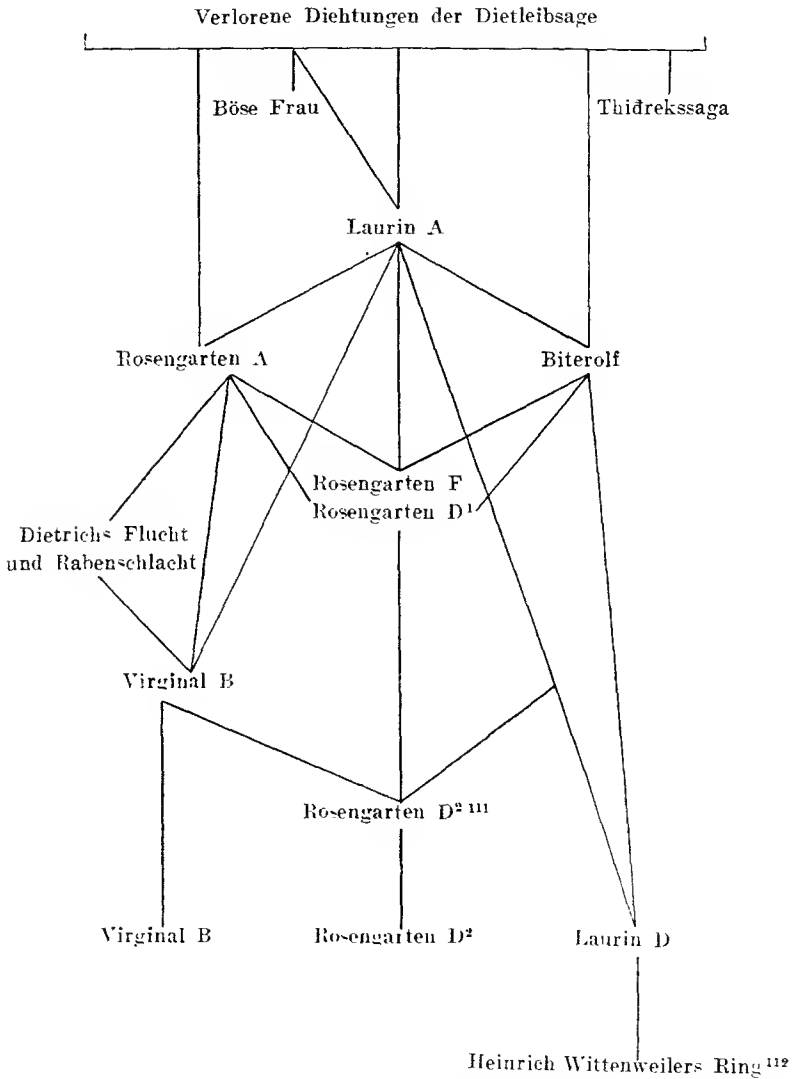 Verlorene Dichtungen der Dietleibsage
Böse Frau
Thiđrekssaga
Laurin A
Rosengarten A
Biterolf
Rosengarten F
Rosengarten D¹
Dietrichs Flucht
und Rabenschlacht
Virginal B
Rosengarten D² ¹¹¹
Virginal B
Rosengarten D²
Laurin D
Heinrich Wittenweilers Ring ¹¹²